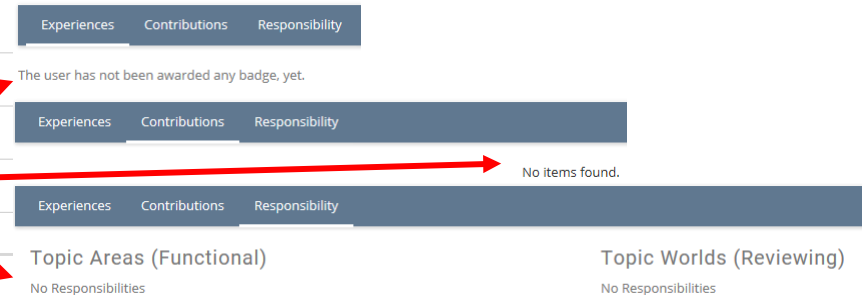 Experiences Contributions Responsibility
The user has not been awarded any badge, yet.
Experiences Contributions Responsibility
No items found.
Experiences Contributions Responsibility
Topic Areas (Functional) Topic Worlds (Reviewing)
No Responsibilities No Responsibilities